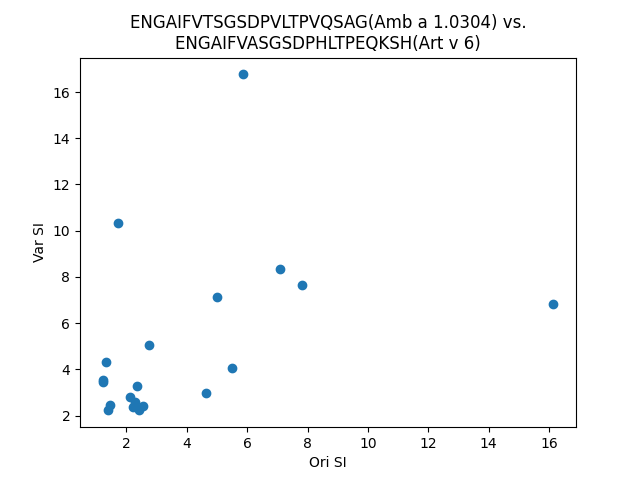 ENGAIFVTSGSDPVLTPVQSAG(Amb a 1.0304) vs.
ENGAIFVASGSDPHLTPEQKSH(Art v 6)
16
14
12
10
8
6
4
2
Var SI
2 4 6 8 10 12 14 16
Ori SI